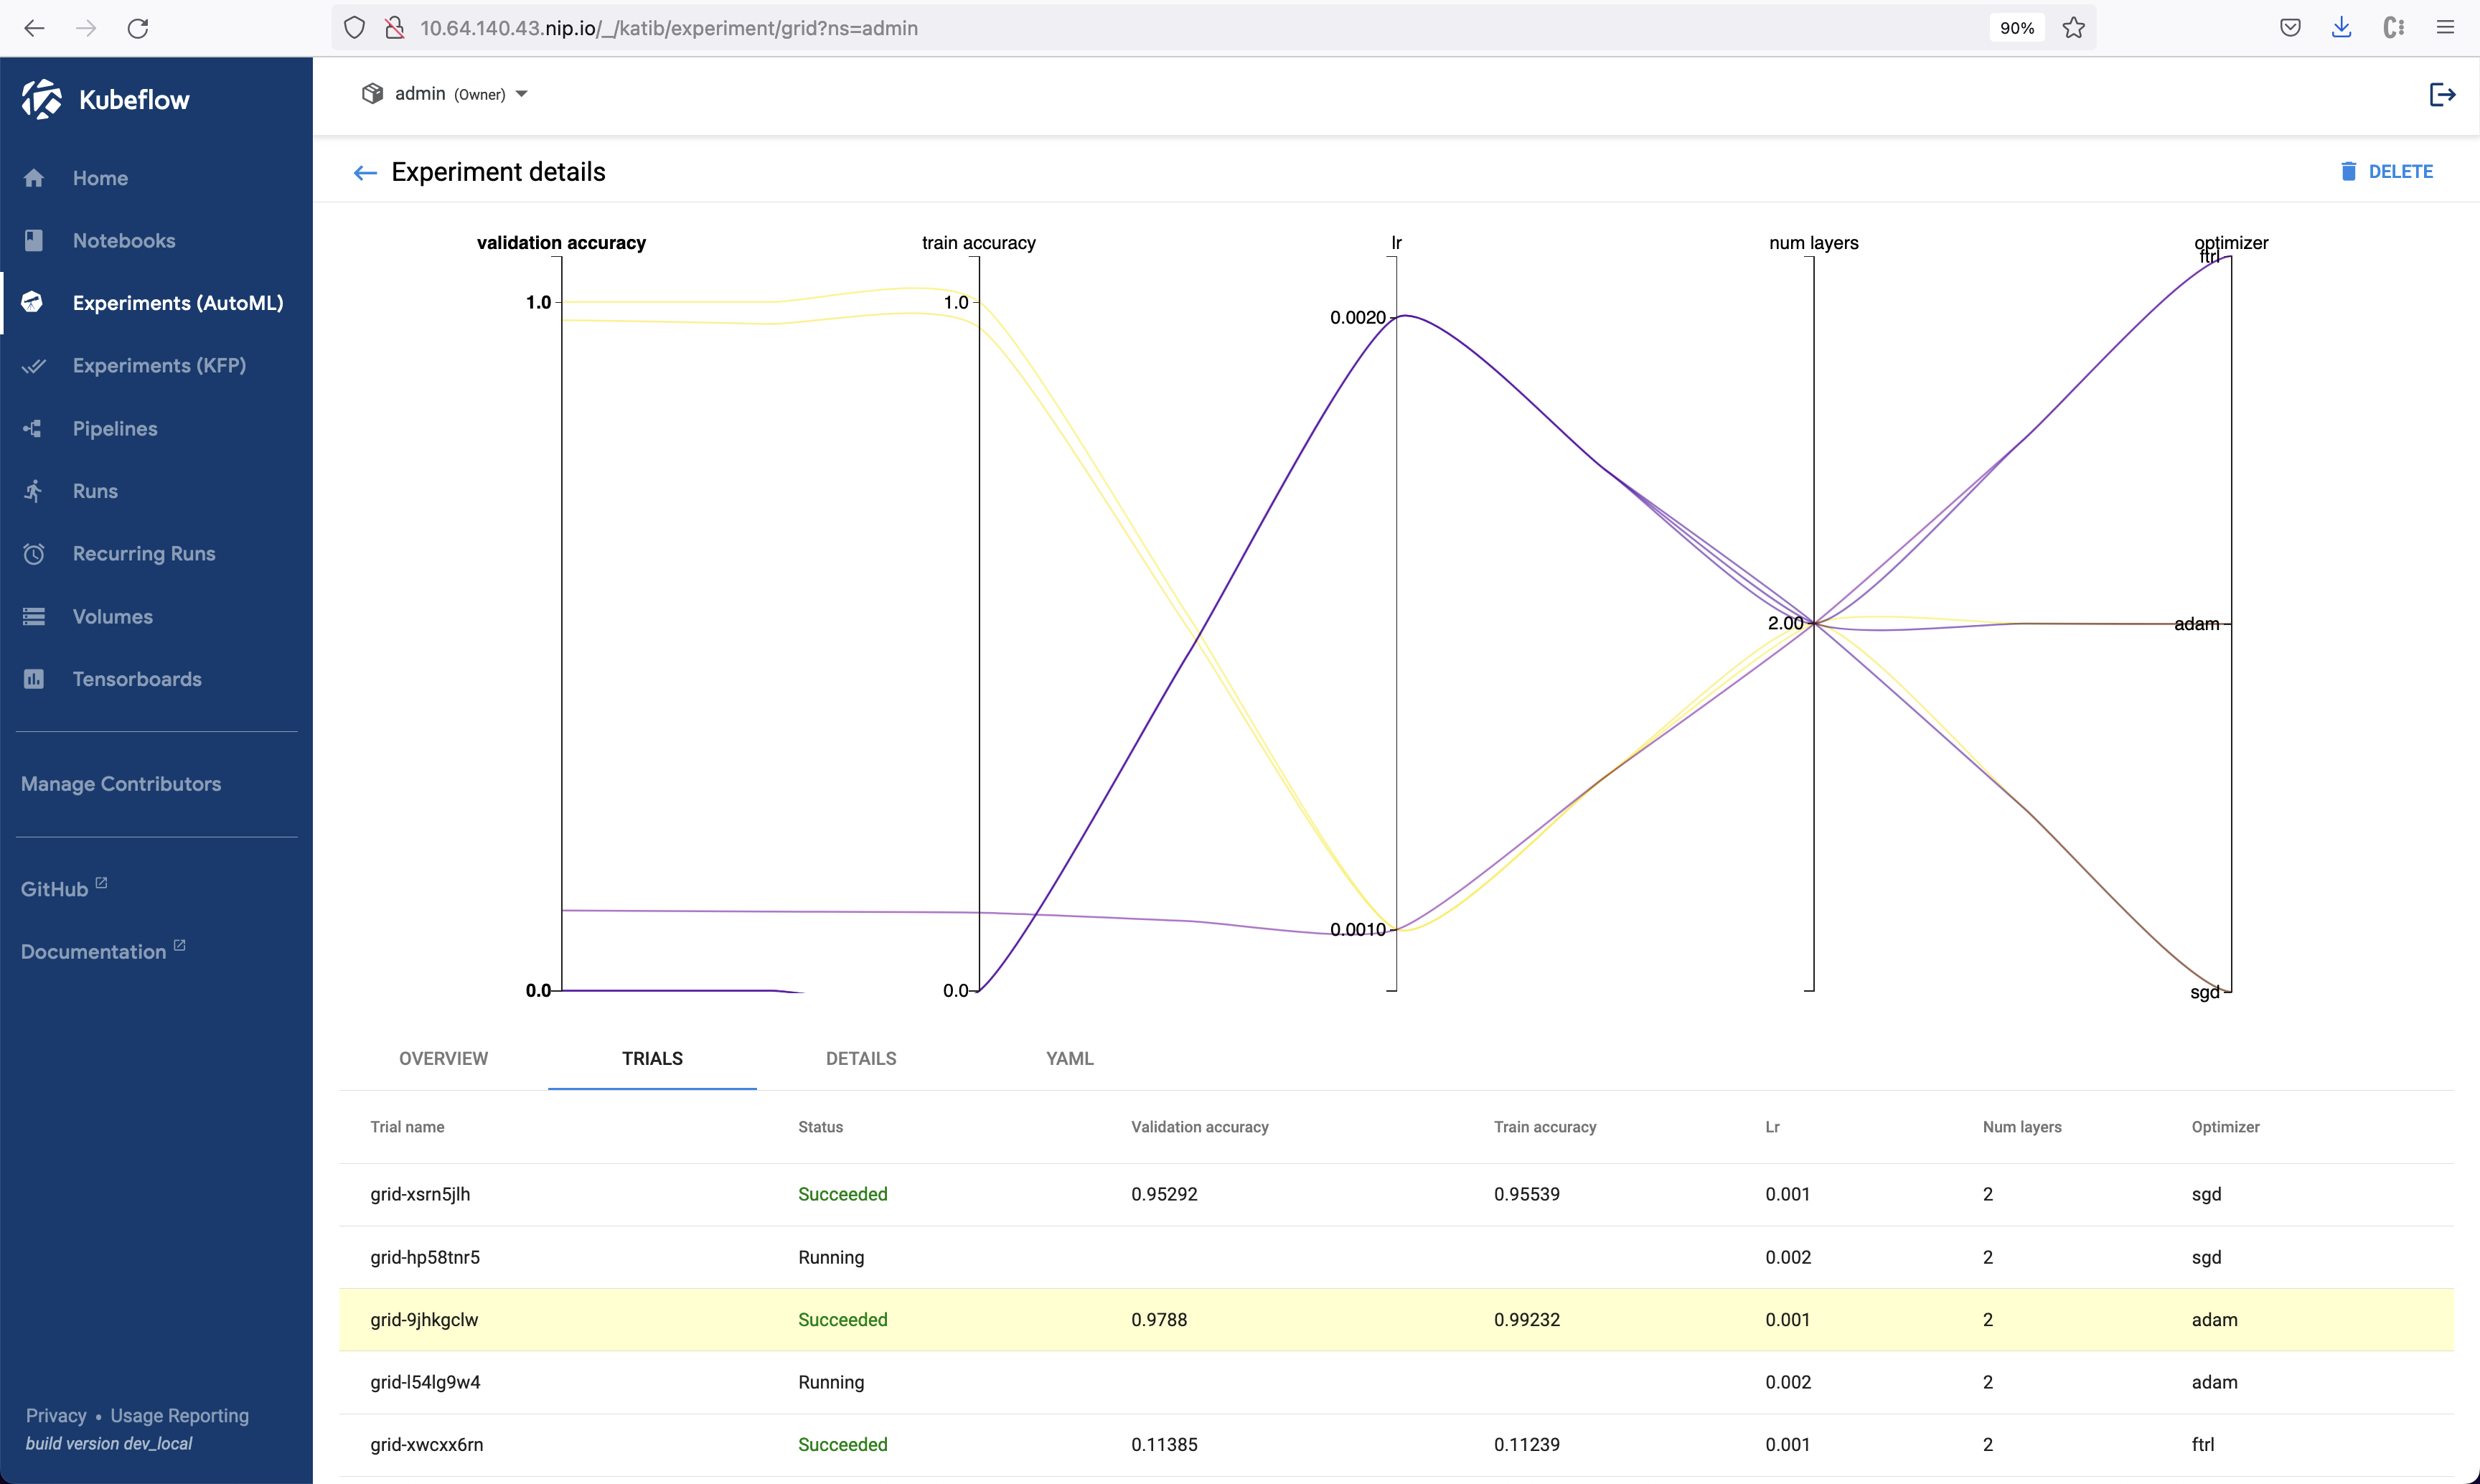 10.64.140.43.nip.io/_/katib/experiment/grid?ns=admin
90%
Kubeflow
admin (Owner)
Home
Notebooks
Experiments (AutoML)
Experiments (KFP)
Pipelines
Runs
Recurring Runs
Volumes
Tensorboards
Manage Contributors
GitHub
Documentation
Privacy • Usage Reporting
build version dev_local
Experiment details
DELETE
validation accuracy
train accuracy
lr
num layers
optimizer
1.0
0.0
1.0
0.0
0.0020
0.0010
2.00
ftrl
adam
sgd
OVERVIEW TRIALS DETAILS YAML
Trial name Status Validation accuracy Train accuracy Lr Num layers Optimizer
grid-xsrn5jlh Succeeded 0.95292 0.95539 0.001 2 sgd
grid-hp58tnr5 Running 0.002 2 sgd
grid-9jhkgclw Succeeded 0.9788 0.99232 0.001 2 adam
grid-l54lg9w4 Running 0.002 2 adam
grid-xwcxx6rn Succeeded 0.11385 0.11239 0.001 2 ftrl